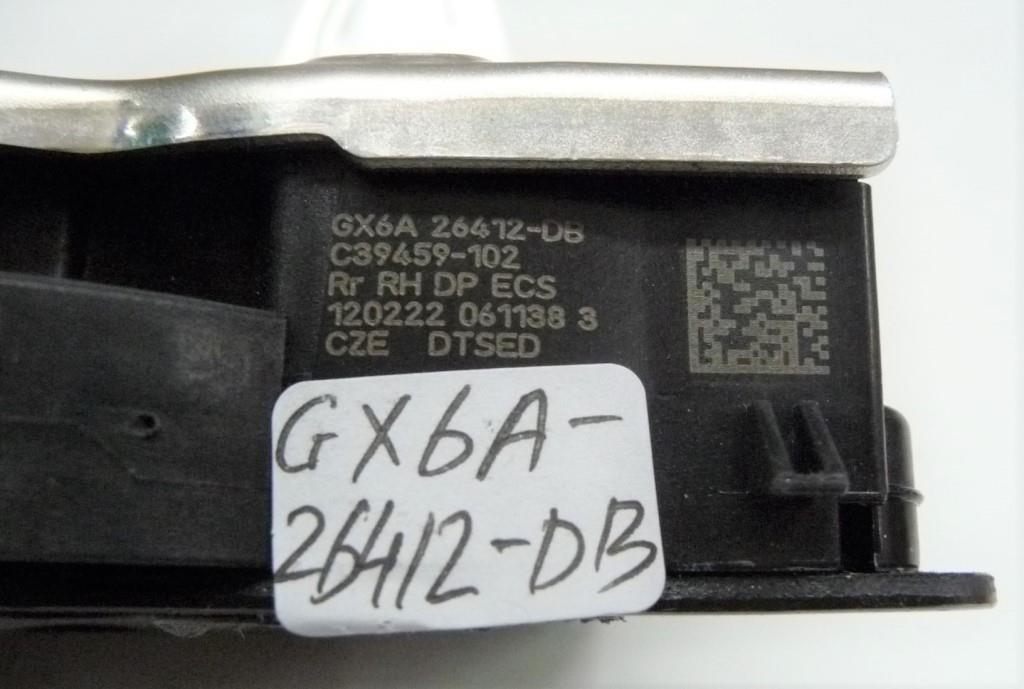 GX6A 26412-DB
C39459-102
Rr RH DP ECS
120222 061138 3
CZE DTSED
GX6A-
26412-DB